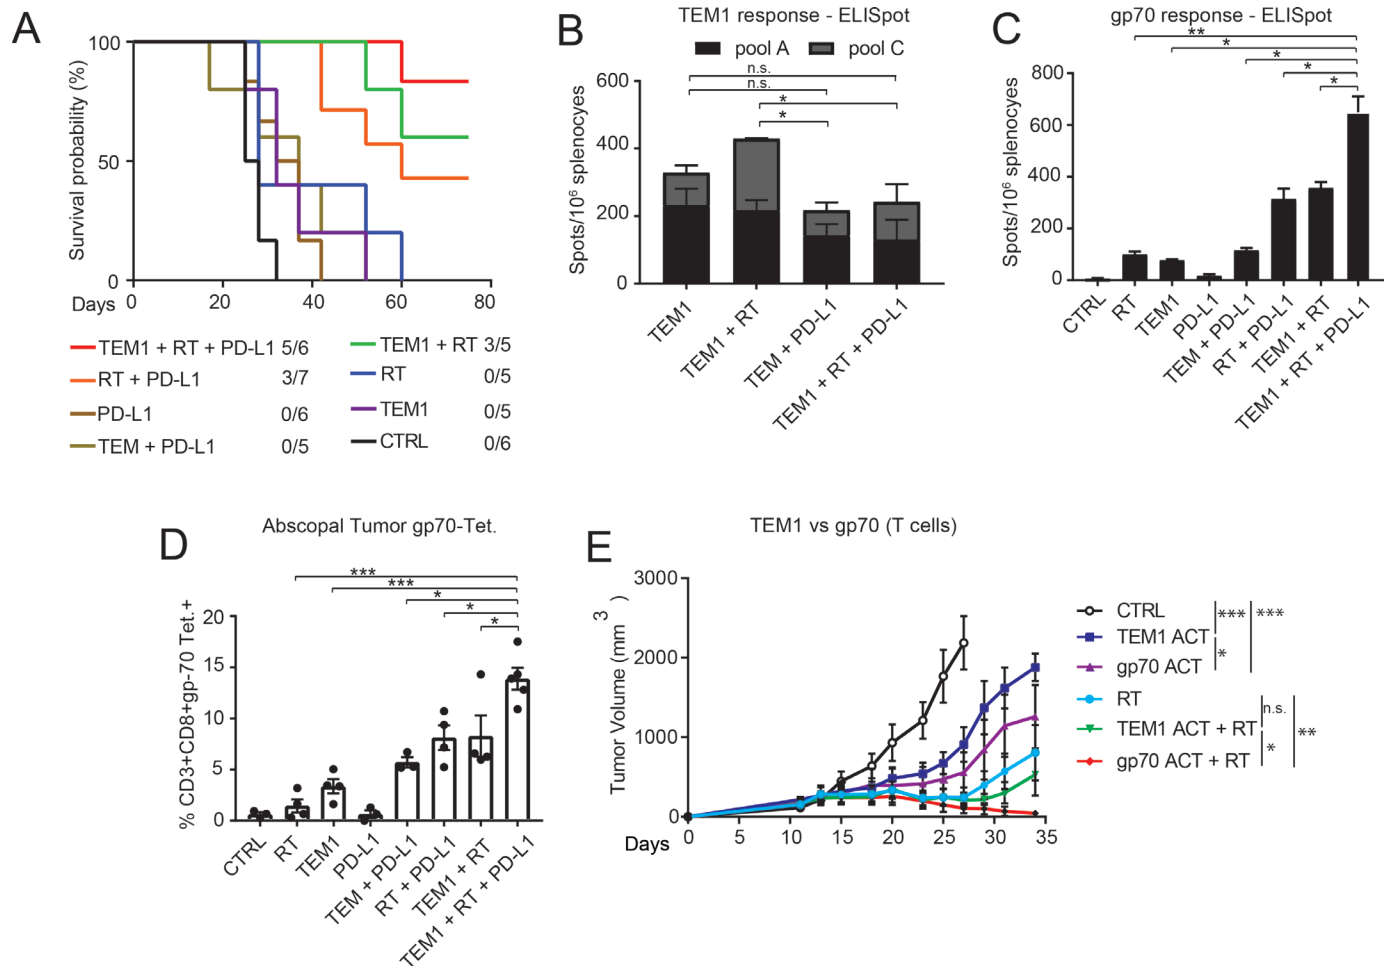 A
Survival probability (%)
100
50
0
0
20
40
60
80
Days
TEM1 + RT + PD-L1 5/6
RT + PD-L1 3/7
PD-L1 0/6
TEM + PD-L1 0/5
TEM1 + RT 3/5
RT 0/5
TEM1 0/5
CTRL 0/6
B
TEM1 response - ELISpot
pool A
pool C
Spots/10⁶ splenocyes
600
400
200
0
n.s.
n.s.
*
*
TEM1
TEM1 + RT
TEM + PD-L1
TEM1 + RT + PD-L1
C
gp70 response - ELISpot
Spots/10⁶ splenocyes
800
600
400
200
0
**
*
*
*
*
CTRL
RT
TEM1
PD-L1
TEM + PD-L1
RT + PD-L1
TEM1 + RT
TEM1 + RT + PD-L1
D
Abscopal Tumor gp70-Tet.
% CD3+CD8+gp-70 Tet.+
20
15
10
5
0
***
***
*
*
*
CTRL
RT
TEM1
PD-L1
TEM + PD-L1
RT + PD-L1
TEM1 + RT
TEM1 + RT + PD-L1
E
TEM1 vs gp70 (T cells)
Tumor Volume (mm³)
3000
2000
1000
0
0
5
10
15
20
25
30
35
Days
CTRL
TEM1 ACT
gp70 ACT
RT
TEM1 ACT + RT
gp70 ACT + RT
***
***
*
n.s.
**
*